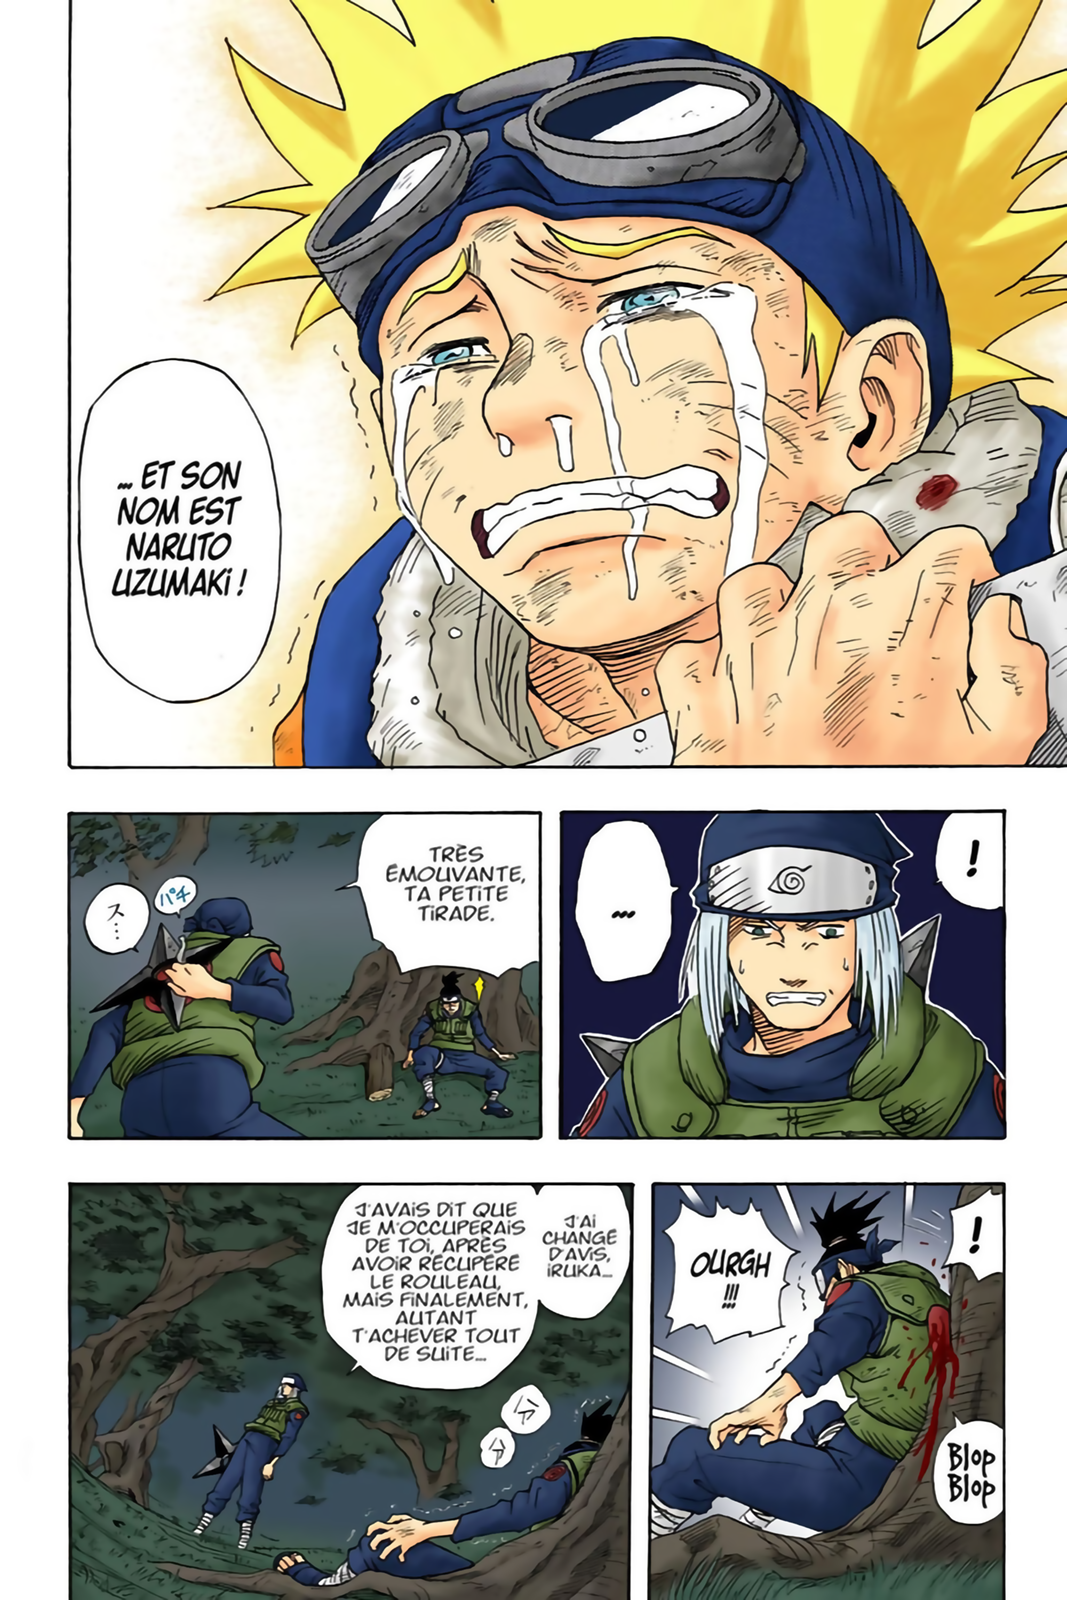 ... ET SON
NOM EST
NARUTO
UZUMAKi !
!
...
TRÈS
ÉMOUVANTE,
TA PETITE
TIRADE.
パチ
ス…
!
OURGH
!!!
BloP
BloP
J'Ai
CHANGÉ
D'AVIS,
iRUKA...
J'AVAIS DIT QUE
JE M'OCCUPERAIS
DE TOi, APRÈS
AVOIR RÉCUPÉRÉ
LE ROULEAU,
MAIS FiNALEMENT,
AUTANT
T'ACHEVER TOUT
DE SUITE...